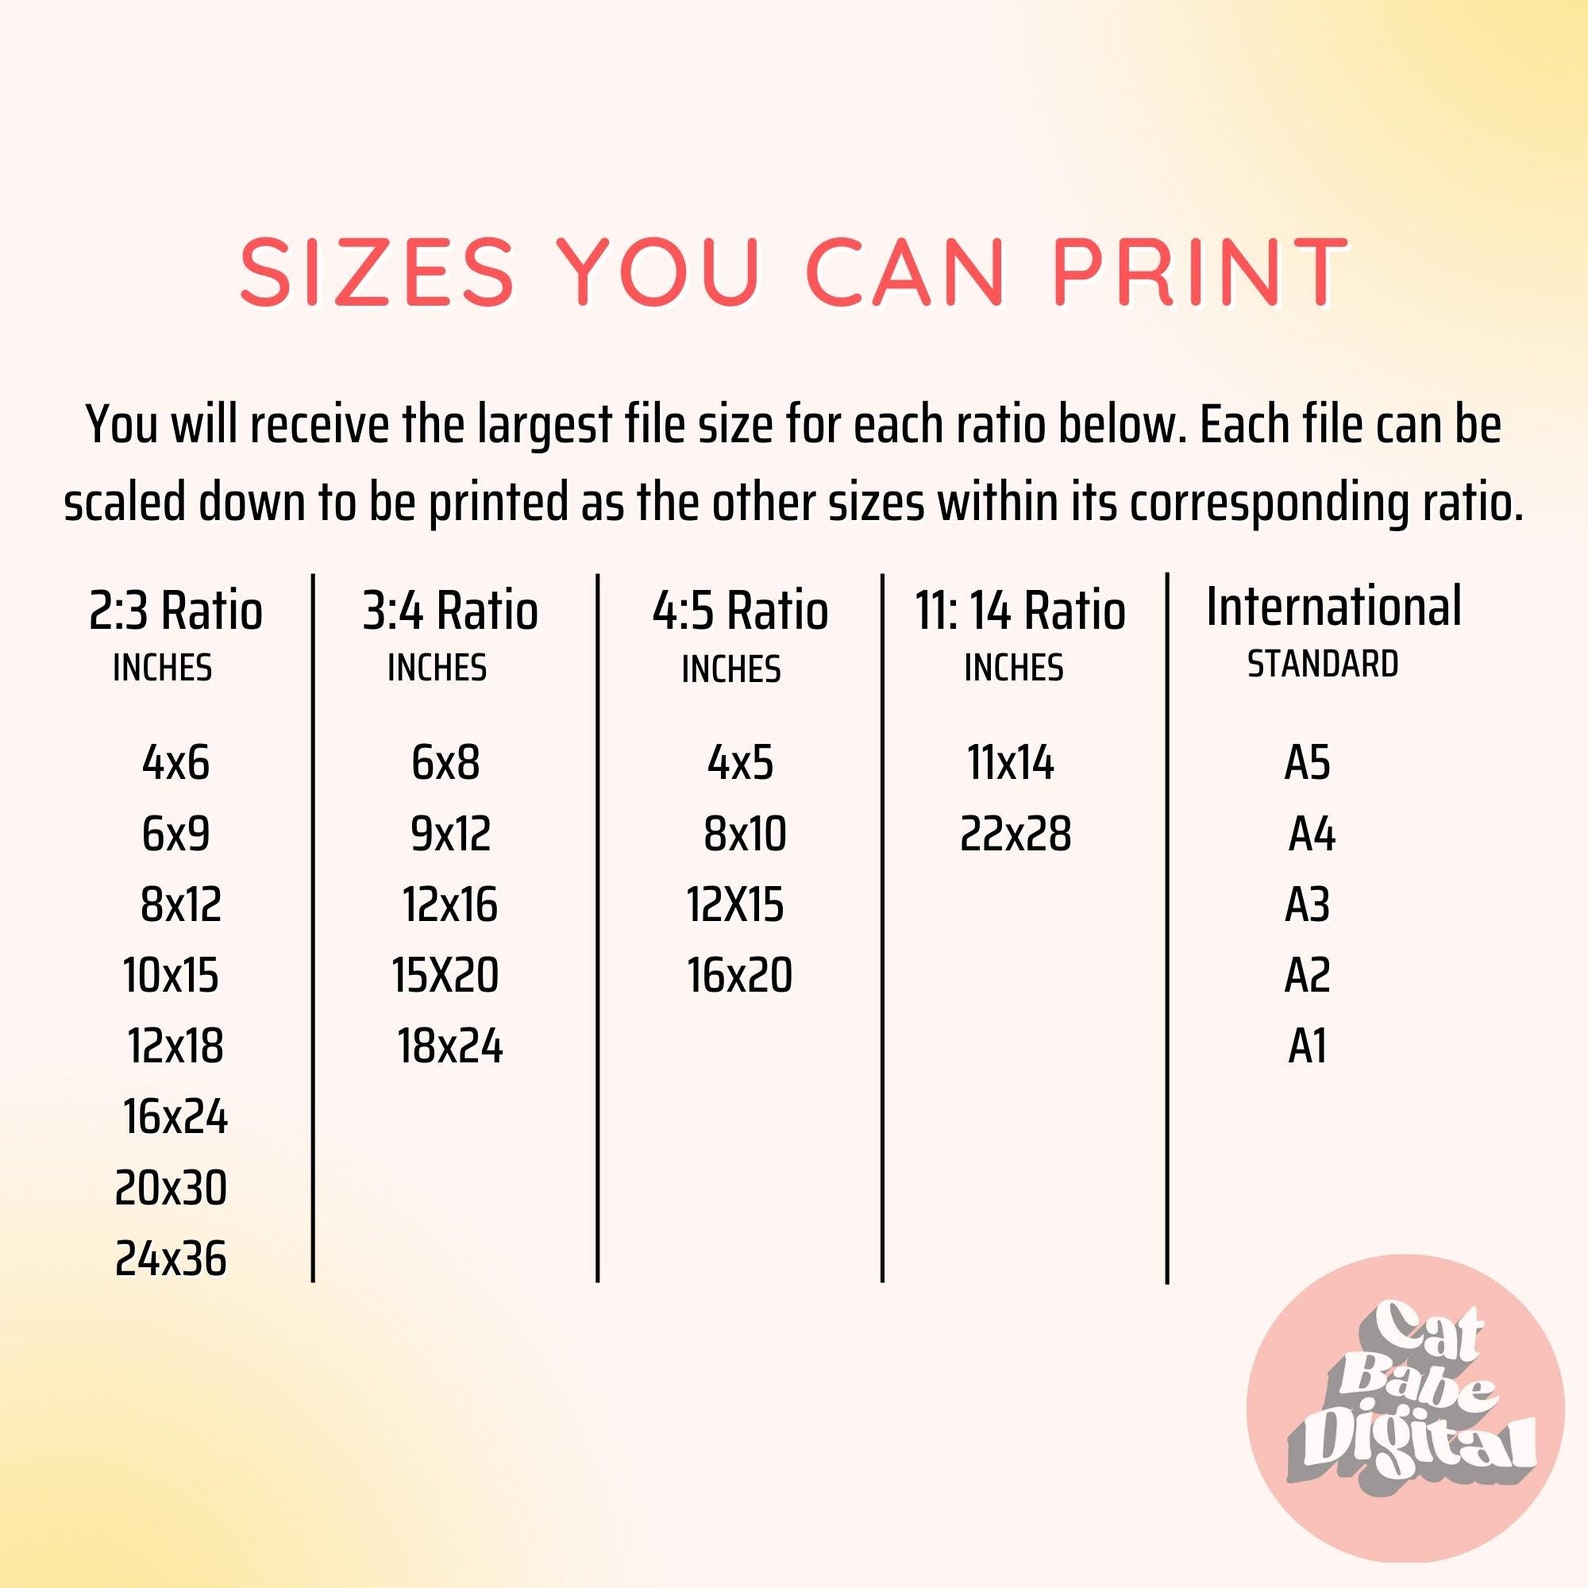 SIZES YOU CAN PRINT
You will receive the largest file size for each ratio below. Each file can be
scaled down to be printed as the other sizes within its corresponding ratio.
2:3 Ratio
INCHES
4x6
6x9
8x12
10x15
12x18
16x24
20x30
24x36
3:4 Ratio
INCHES
6x8
9x12
12x16
15X20
18x24
4:5 Ratio
INCHES
4x5
8x10
12X15
16x20
11: 14 Ratio
INCHES
11x14
22x28
International
STANDARD
A5
A4
A3
A2
A1
Cat
Babe
Digital